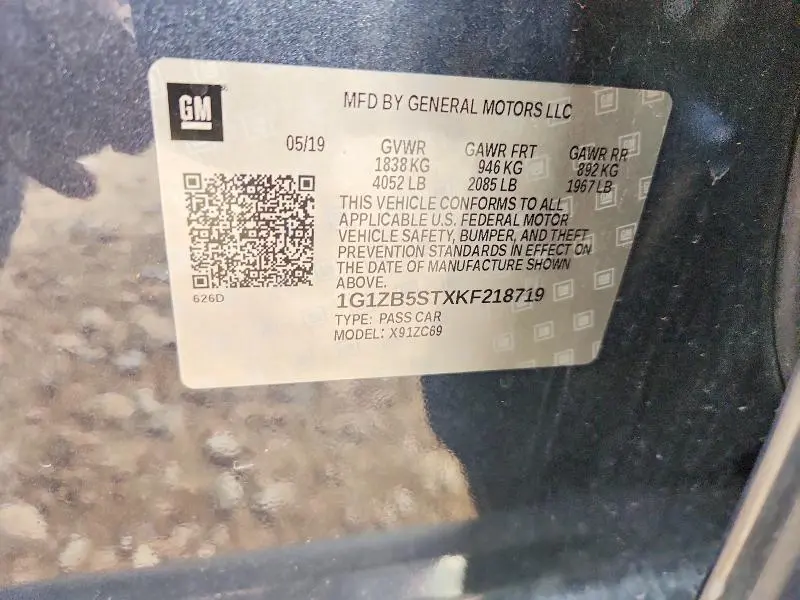 GM
MFD BY GENERAL MOTORS LLC
05/19
GVWR GAWR FRT GAWR RR
1838 KG 946 KG 892 KG
4052 LB 2085 LB 1967 LB
THIS VEHICLE CONFORMS TO ALL
APPLICABLE U.S. FEDERAL MOTOR
VEHICLE SAFETY, BUMPER, AND THEFT
PREVENTION STANDARDS IN EFFECT ON
THE DATE OF MANUFACTURE SHOWN
ABOVE.
626D
1G1ZB5STXKF218719
TYPE: PASS CAR
MODEL: X91ZC69